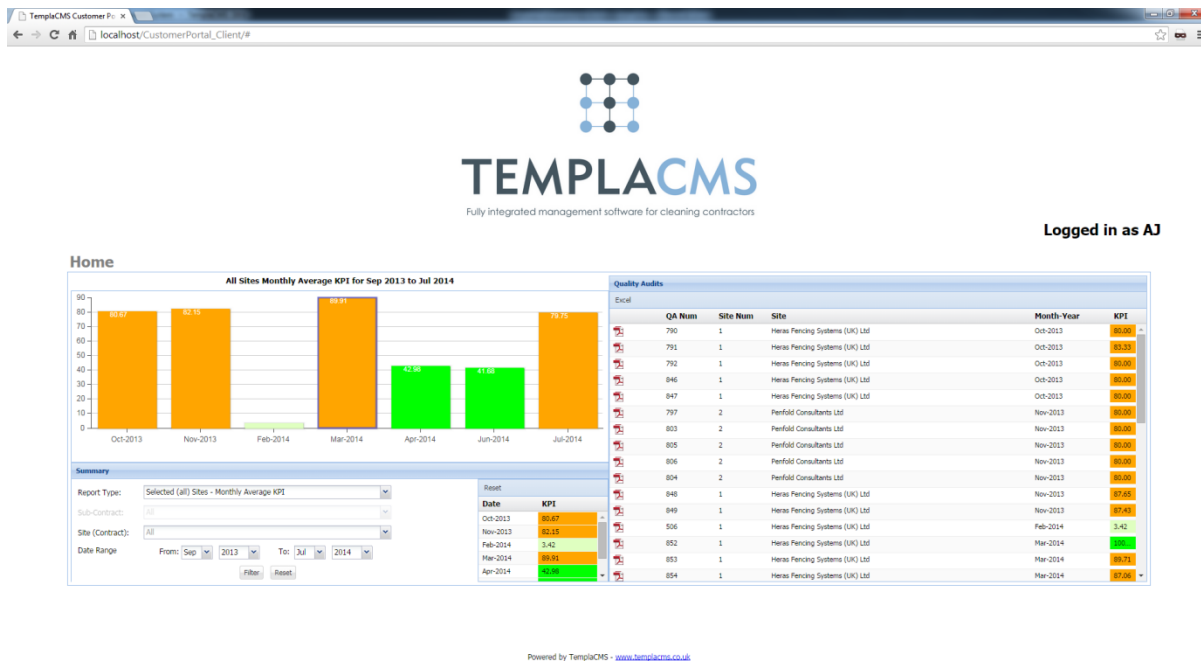 TemplaCMS Customer Po
localhost/CustomerPortal_Client/#
TEMPLACMS
Fully integrated management software for cleaning contractors
Logged in as AJ
Home
All Sites Monthly Average KPI for Sep 2013 to Jul 2014
90
80
70
60
50
40
30
20
10
0
80.67
82.15
89.91
42.98
41.68
79.75
Oct-2013 Nov-2013 Feb-2014 Mar-2014 Apr-2014 Jun-2014 Jul-2014
Summary
Report Type: Selected (all) Sites - Monthly Average KPI
Sub-Contract: All
Site (Contract): All
Date Range From: Sep 2013 To: Jul 2014
Filter Reset
Reset
Date KPI
Oct-2013 80.67
Nov-2013 82.15
Feb-2014 3.42
Mar-2014 89.91
Apr-2014 42.98
Quality Audits
Excel
QA Num Site Num Site Month-Year KPI
790 1 Heras Fencing Systems (UK) Ltd Oct-2013 80.00
791 1 Heras Fencing Systems (UK) Ltd Oct-2013 83.33
792 1 Heras Fencing Systems (UK) Ltd Oct-2013 80.00
846 1 Heras Fencing Systems (UK) Ltd Oct-2013 80.00
847 1 Heras Fencing Systems (UK) Ltd Oct-2013 80.00
797 2 Penfold Consultants Ltd Nov-2013 80.00
803 2 Penfold Consultants Ltd Nov-2013 80.00
805 2 Penfold Consultants Ltd Nov-2013 80.00
806 2 Penfold Consultants Ltd Nov-2013 80.00
804 2 Penfold Consultants Ltd Nov-2013 80.00
848 1 Heras Fencing Systems (UK) Ltd Nov-2013 87.65
849 1 Heras Fencing Systems (UK) Ltd Nov-2013 87.43
506 1 Heras Fencing Systems (UK) Ltd Feb-2014 3.42
852 1 Heras Fencing Systems (UK) Ltd Mar-2014 100...
853 1 Heras Fencing Systems (UK) Ltd Mar-2014 89.71
854 1 Heras Fencing Systems (UK) Ltd Mar-2014 87.06
Powered by TemplaCMS - www.templacms.co.uk